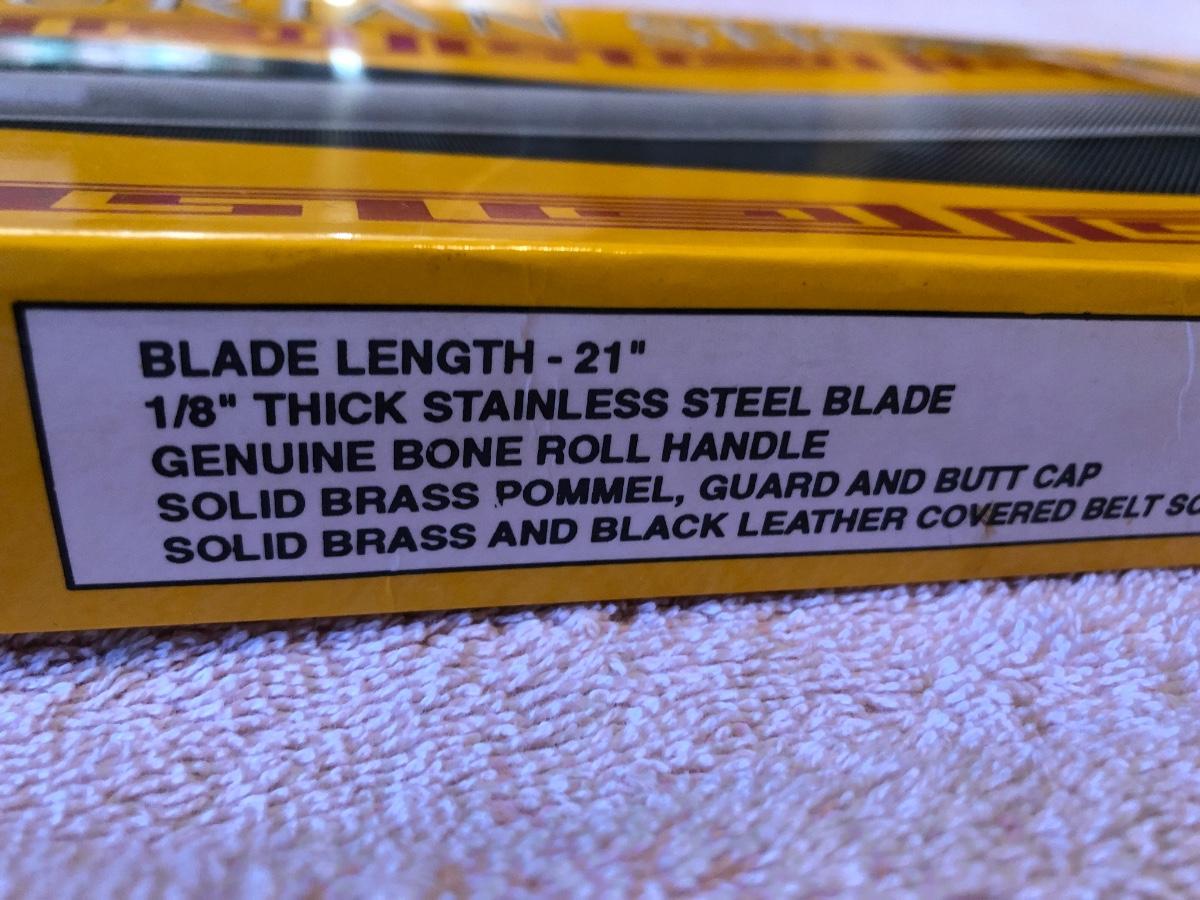 BLADE LENGTH - 21"
1/8" THICK STAINLESS STEEL BLADE
GENUINE BONE ROLL HANDLE
SOLID BRASS POMMEL, GUARD AND BUTT CAP
SOLID BRASS AND BLACK LEATHER COVERED BELT